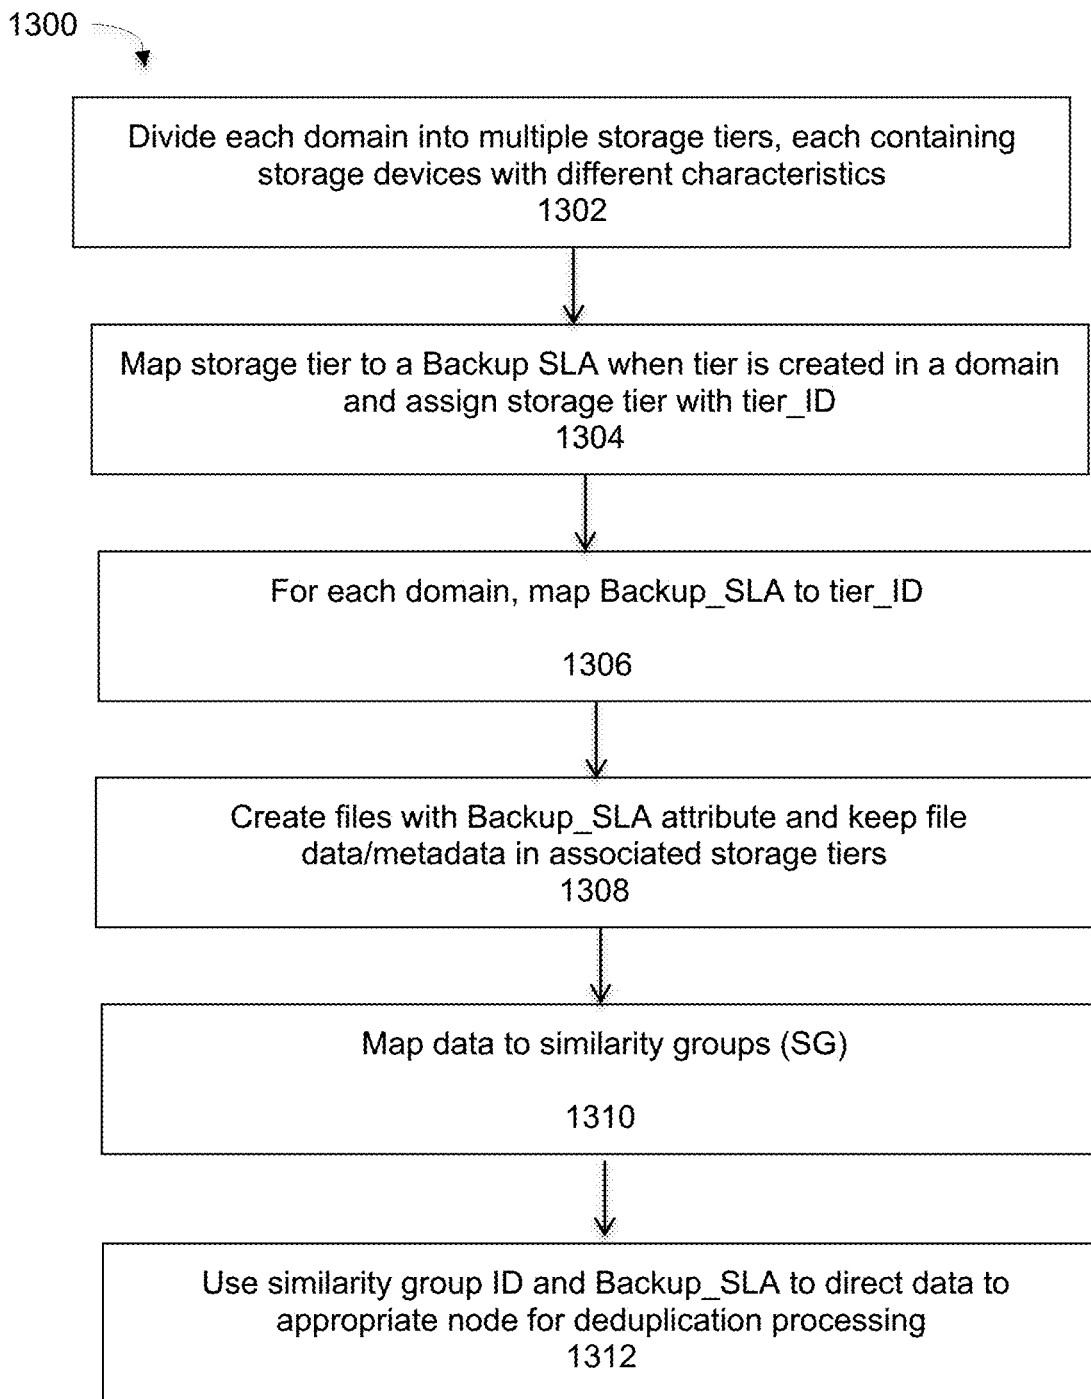 1300
Divide each domain into multiple storage tiers, each containing
storage devices with different characteristics
1302
Map storage tier to a Backup SLA when tier is created in a domain
and assign storage tier with tier_ID
1304
For each domain, map Backup_SLA to tier_ID
1306
Create files with Backup_SLA attribute and keep file
data/metadata in associated storage tiers
1308
Map data to similarity groups (SG)
1310
Use similarity group ID and Backup_SLA to direct data to
appropriate node for deduplication processing
1312